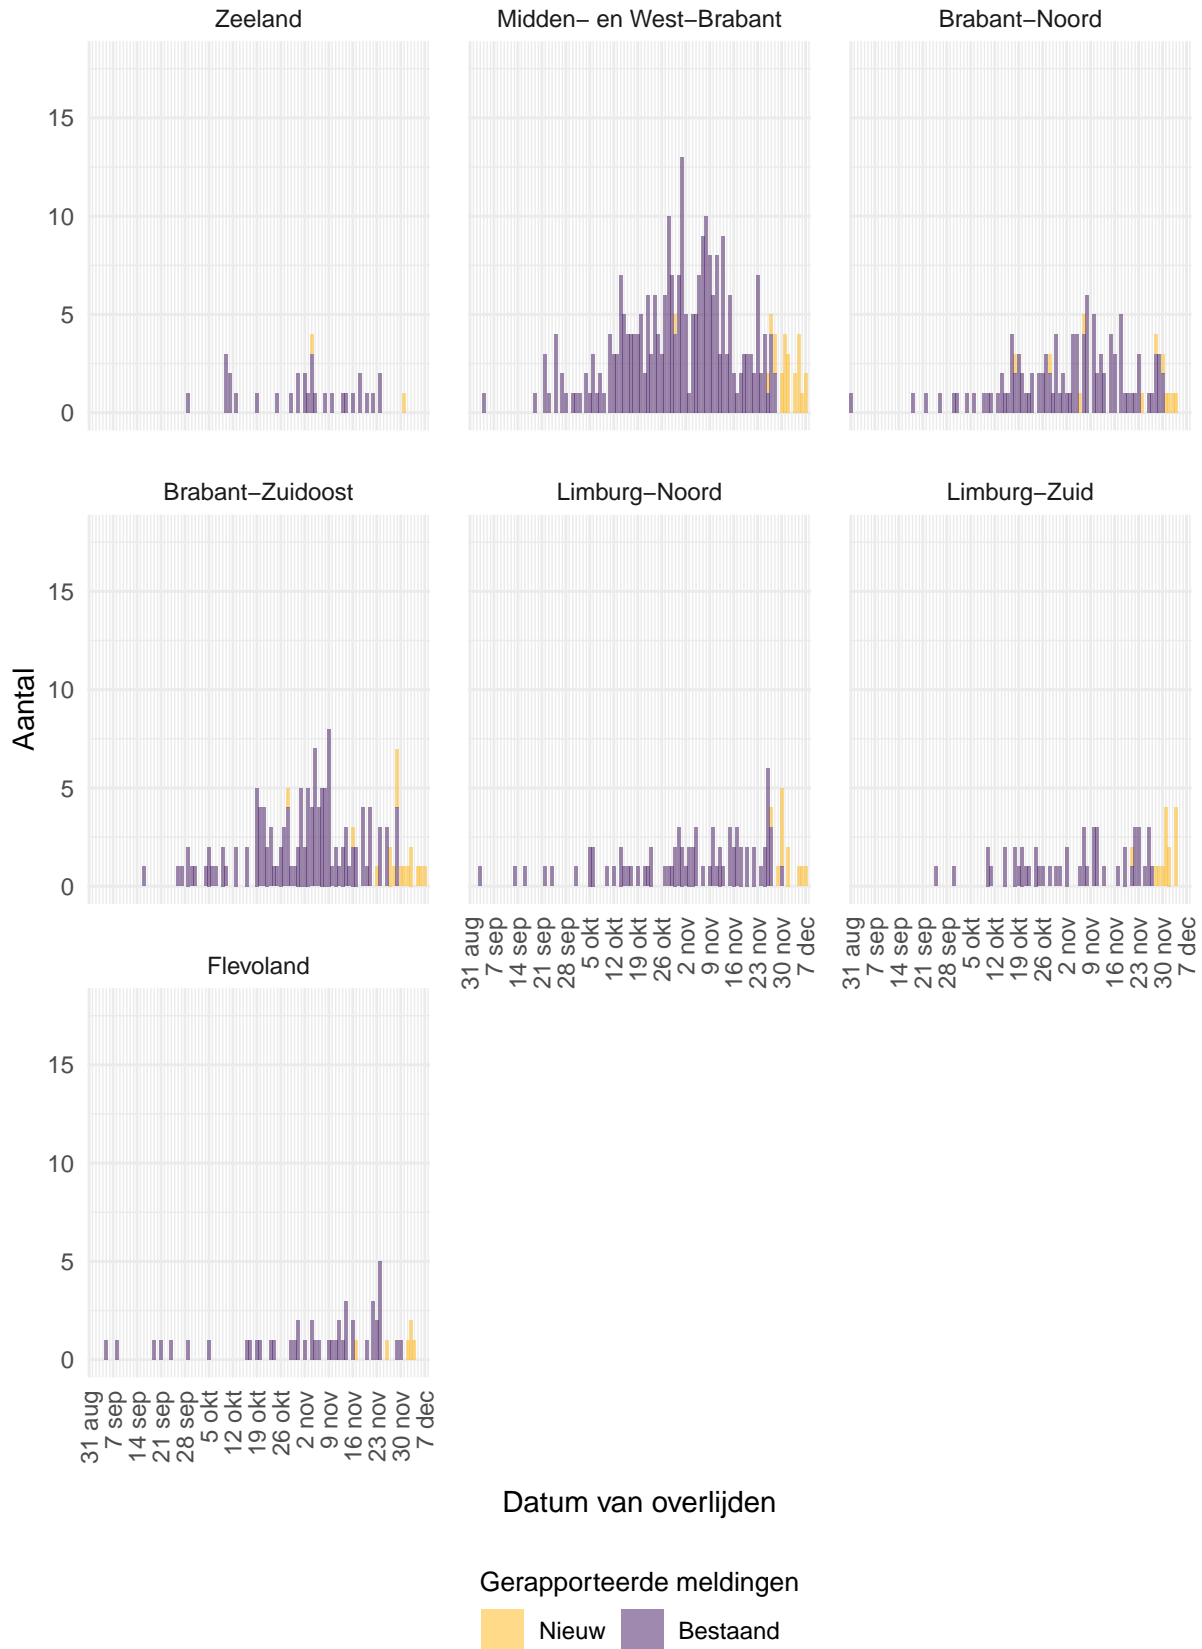 Zeeland
Midden− en West−Brabant
Brabant−Noord
15
10
5
0
Brabant−Zuidoost
Limburg−Noord
Limburg−Zuid
15
10
5
0
31 aug
7 sep
14 sep
21 sep
28 sep
5 okt
12 okt
19 okt
26 okt
2 nov
9 nov
16 nov
23 nov
30 nov
7 dec
31 aug
7 sep
14 sep
21 sep
28 sep
5 okt
12 okt
19 okt
26 okt
2 nov
9 nov
16 nov
23 nov
30 nov
7 dec
Flevoland
15
10
5
0
31 aug
7 sep
14 sep
21 sep
28 sep
5 okt
12 okt
19 okt
26 okt
2 nov
9 nov
16 nov
23 nov
30 nov
7 dec
Aantal
Datum van overlijden
Gerapporteerde meldingen
Nieuw
Bestaand